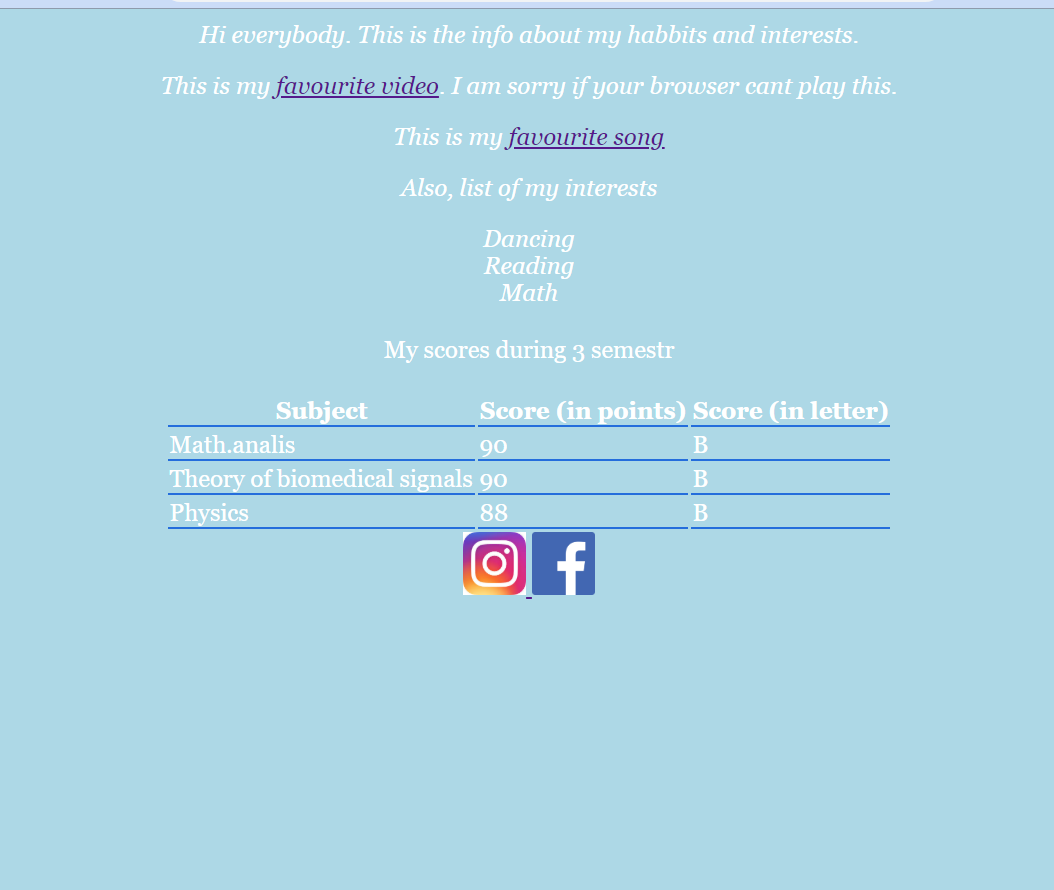 Hi everybody. This is the info about my habbits and interests.
This is my favourite video. I am sorry if your browser cant play this.
This is my favourite song
Also, list of my interests
Dancing
Reading
Math
My scores during 3 semestr
Subject Score (in points) Score (in letter)
Math.analis 90 B
Theory of biomedical signals 90 B
Physics 88 B